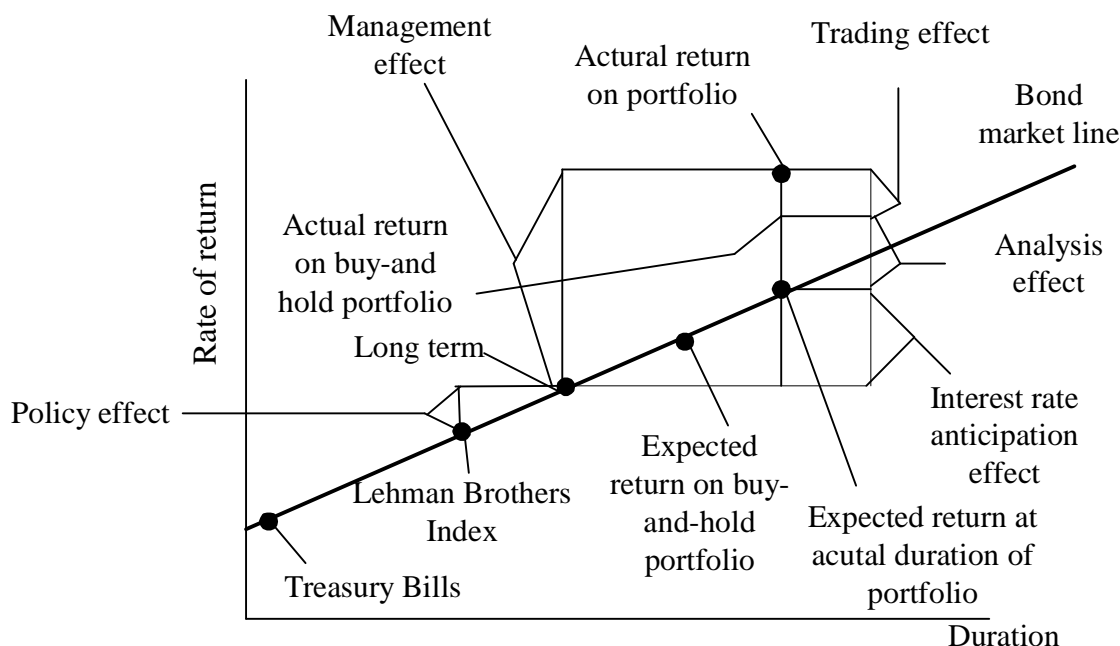 Management
effect
Trading effect
Actural return
on portfolio
Bond
market line
Rate of return
Actual return
on buy-and
hold portfolio
Analysis
effect
Long term
Policy effect
Interest rate
anticipation
effect
Expected
return on buy-
and-hold
portfolio
Lehman Brothers
Index
Expected return at
acutal duration of
portfolio
Treasury Bills
Duration